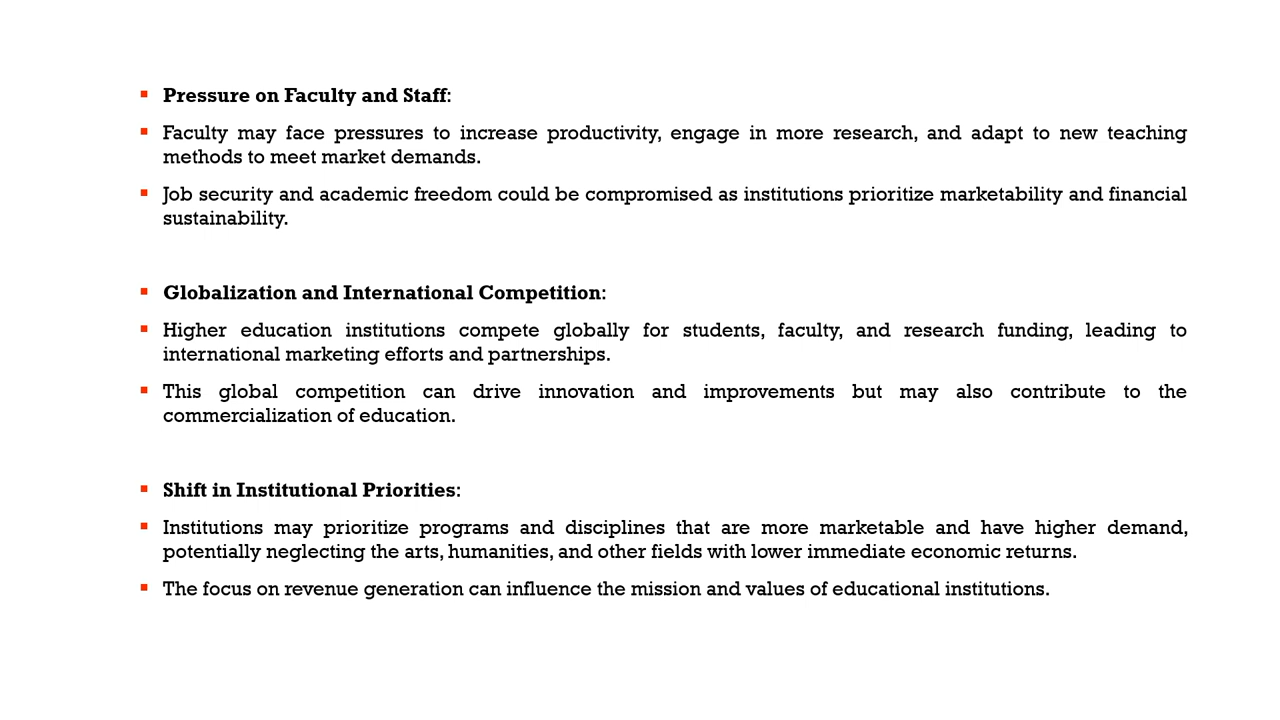 ▪ Pressure on Faculty and Staff:
▪ Faculty may face pressures to increase productivity, engage in more research, and adapt to new teaching
methods to meet market demands.
▪ Job security and academic freedom could be compromised as institutions prioritize marketability and financial
sustainability.
▪ Globalization and International Competition:
▪ Higher education institutions compete globally for students, faculty, and research funding, leading to
international marketing efforts and partnerships.
▪ This global competition can drive innovation and improvements but may also contribute to the
commercialization of education.
▪ Shift in Institutional Priorities:
▪ Institutions may prioritize programs and disciplines that are more marketable and have higher demand,
potentially neglecting the arts, humanities, and other fields with lower immediate economic returns.
▪ The focus on revenue generation can influence the mission and values of educational institutions.